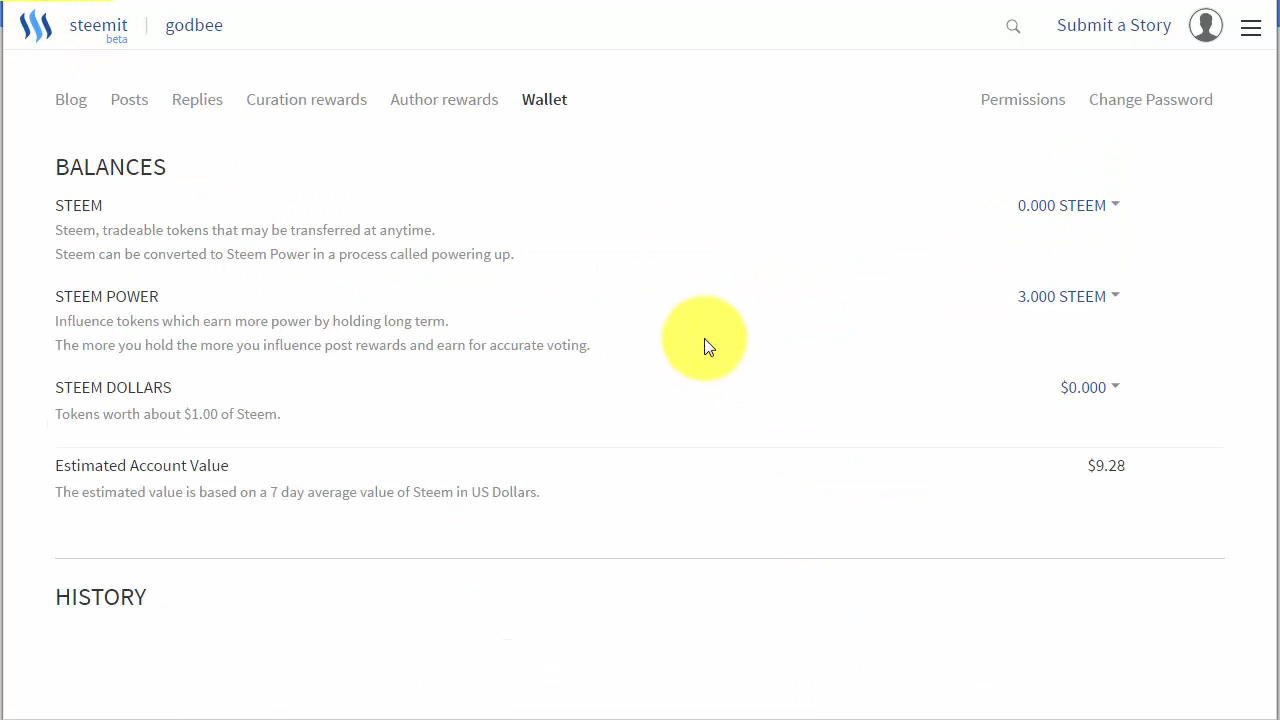 steemit | godbee
beta
Submit a Story
Blog Posts Replies Curation rewards Author rewards Wallet
Permissions Change Password
BALANCES
STEEM
0.000 STEEM
Steem, tradeable tokens that may be transferred at anytime.
Steem can be converted to Steem Power in a process called powering up.
STEEM POWER
3.000 STEEM
Influence tokens which earn more power by holding long term.
The more you hold the more you influence post rewards and earn for accurate voting.
STEEM DOLLARS
$0.000
Tokens worth about $1.00 of Steem.
Estimated Account Value
$9.28
The estimated value is based on a 7 day average value of Steem in US Dollars.
HISTORY